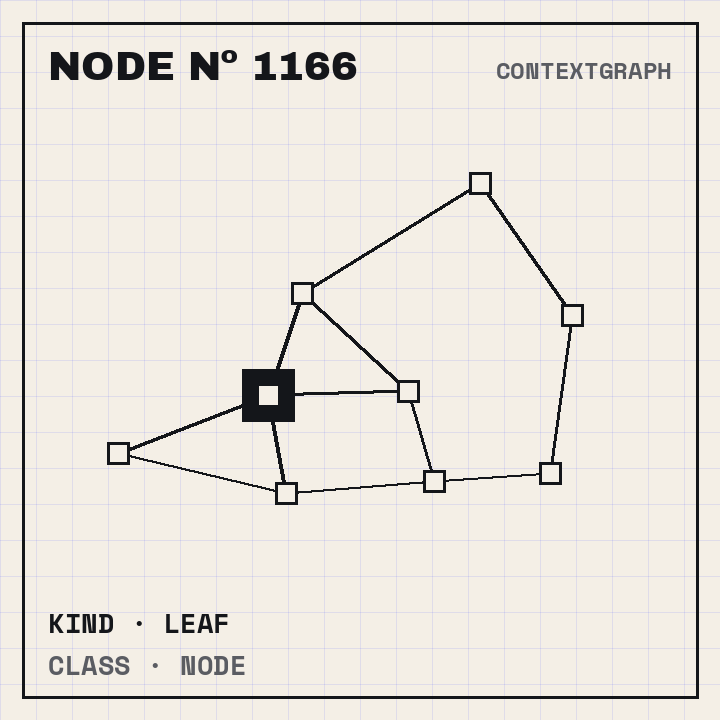 NODE Nº 1166
CONTEXTGRAPH
KIND · LEAF
CLASS · NODE